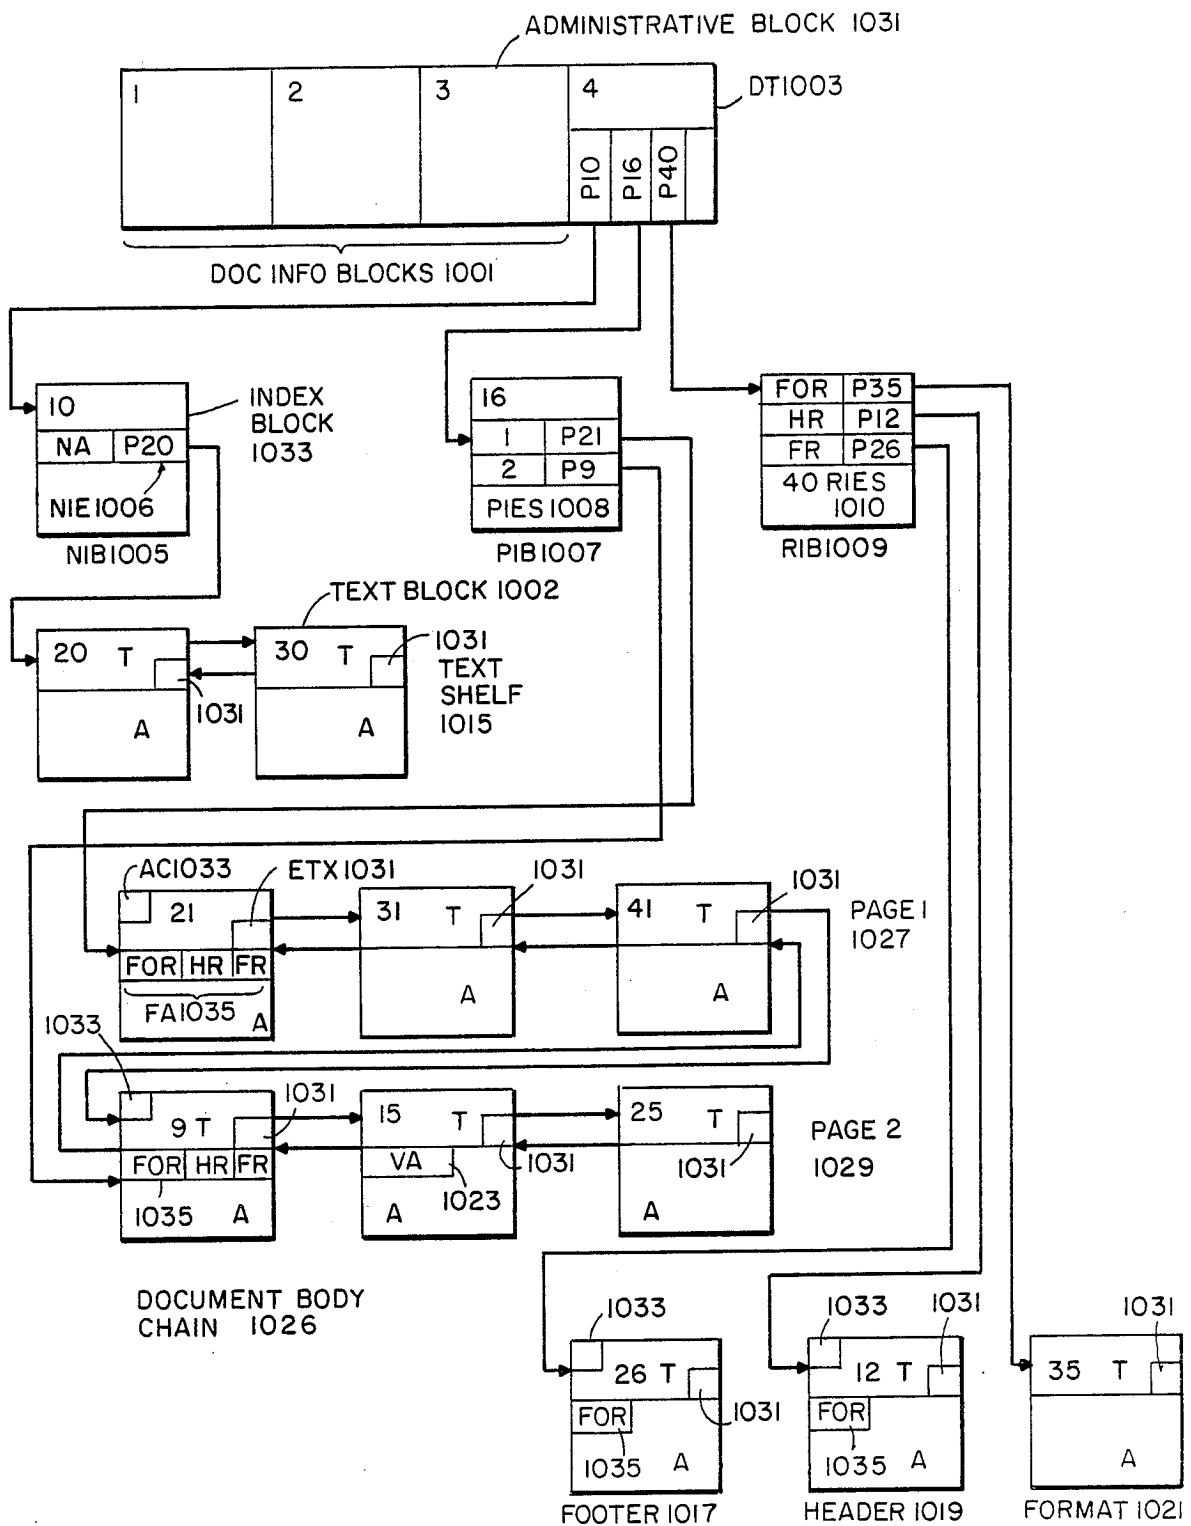 ADMINISTRATIVE BLOCK 1031
1 2 3 4
DT1003
P10 P16 P40
DOC INFO BLOCKS 1001
10
NA P20
NIE1006
NIB1005
INDEX
BLOCK
1033
16
1 P21
2 P9
PIES 1008
PIB1007
FOR P35
HR P12
FR P26
40 RIES
1010
RIB1009
TEXT BLOCK 1002
20 T
1031
A
30 T
A
1031
TEXT
SHELF
1015
AC1033
ETX1031
21
FOR HR FR
FA1035
A
1031
31 T
A
1031
41 T
A
PAGE 1
1027
1033
9 T
1031
FOR HR FR
1035 A
15 T
1031
VA
1023
A
25 T
1031
A
PAGE 2
1029
DOCUMENT BODY
CHAIN 1026
1033
26 T
1031
FOR
1035 A
FOOTER 1017
1033
1031
12 T
FOR
1035 A
HEADER 1019
1031
35 T
A
FORMAT 1021